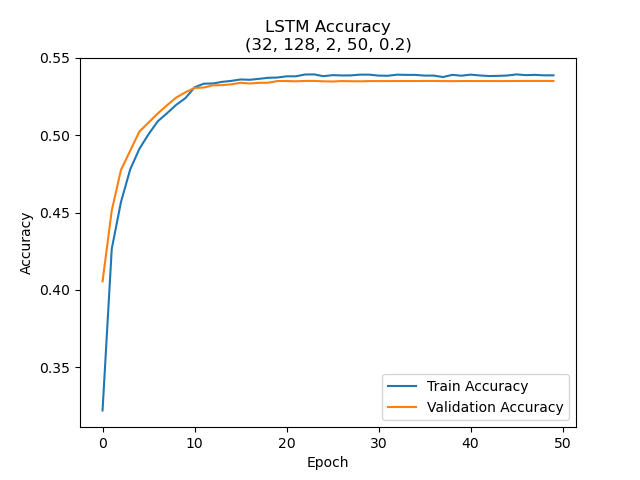 LSTM Accuracy
(32, 128, 2, 50, 0.2)
0.55
0.50
0.45
0.40
0.35
Accuracy
0 10 20 30 40 50
Epoch
Train Accuracy
Validation Accuracy